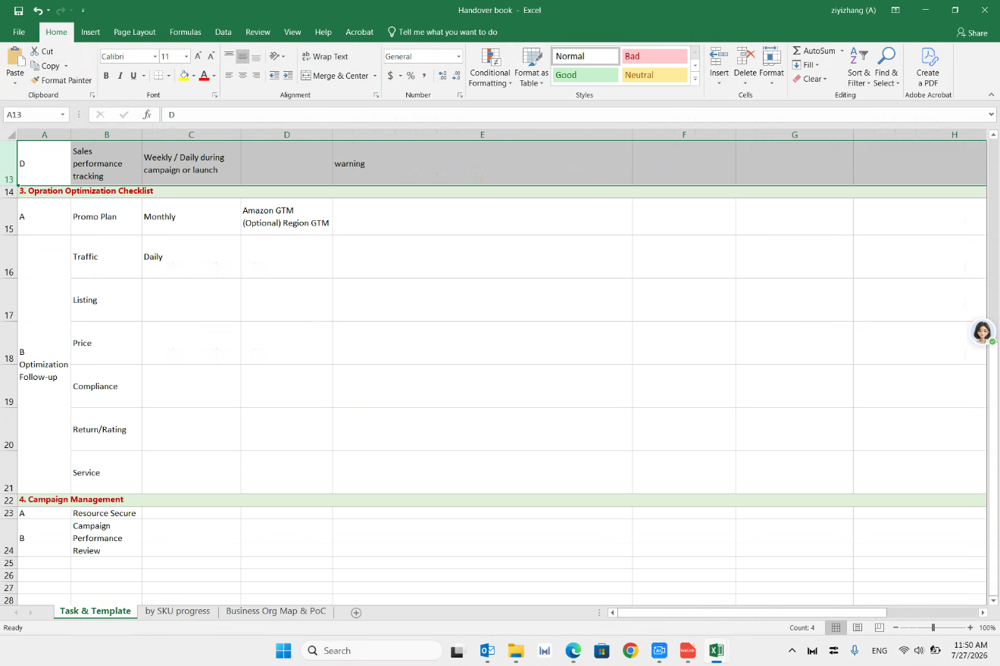 Handover book - Excel
ziyizhang (A)
File Home Insert Page Layout Formulas Data Review View Help Acrobat Tell me what you want to do Share
Paste
Cut
Copy
Format Painter
Clipboard
Calibri 11
B I U
Font
Wrap Text
Merge & Center
Alignment
General
$ % ,
Number
Conditional Formatting
Format as Table
Normal Bad
Good Neutral
Styles
Insert Delete Format
Cells
AutoSum
Fill
Clear
Sort & Filter
Find & Select
Editing
Create a PDF
Adobe Acrobat
A13 fx D
A B C D E F G H
13 D Sales performance tracking Weekly / Daily during campaign or launch warning
14 3. Opration Optimization Checklist
15 A Promo Plan Monthly Amazon GTM (Optional) Region GTM
16 Traffic Daily
17 Listing
18 B Optimization Follow-up Price
19 Compliance
20 Return/Rating
21 Service
22 4. Campaign Management
23 A Resource Secure
24 B Campaign Performance Review
25
26
27
28
Task & Template by SKU progress Business Org Map & PoC
Ready Count: 4 100%
Search
ENG
11:50 AM
7/27/2026